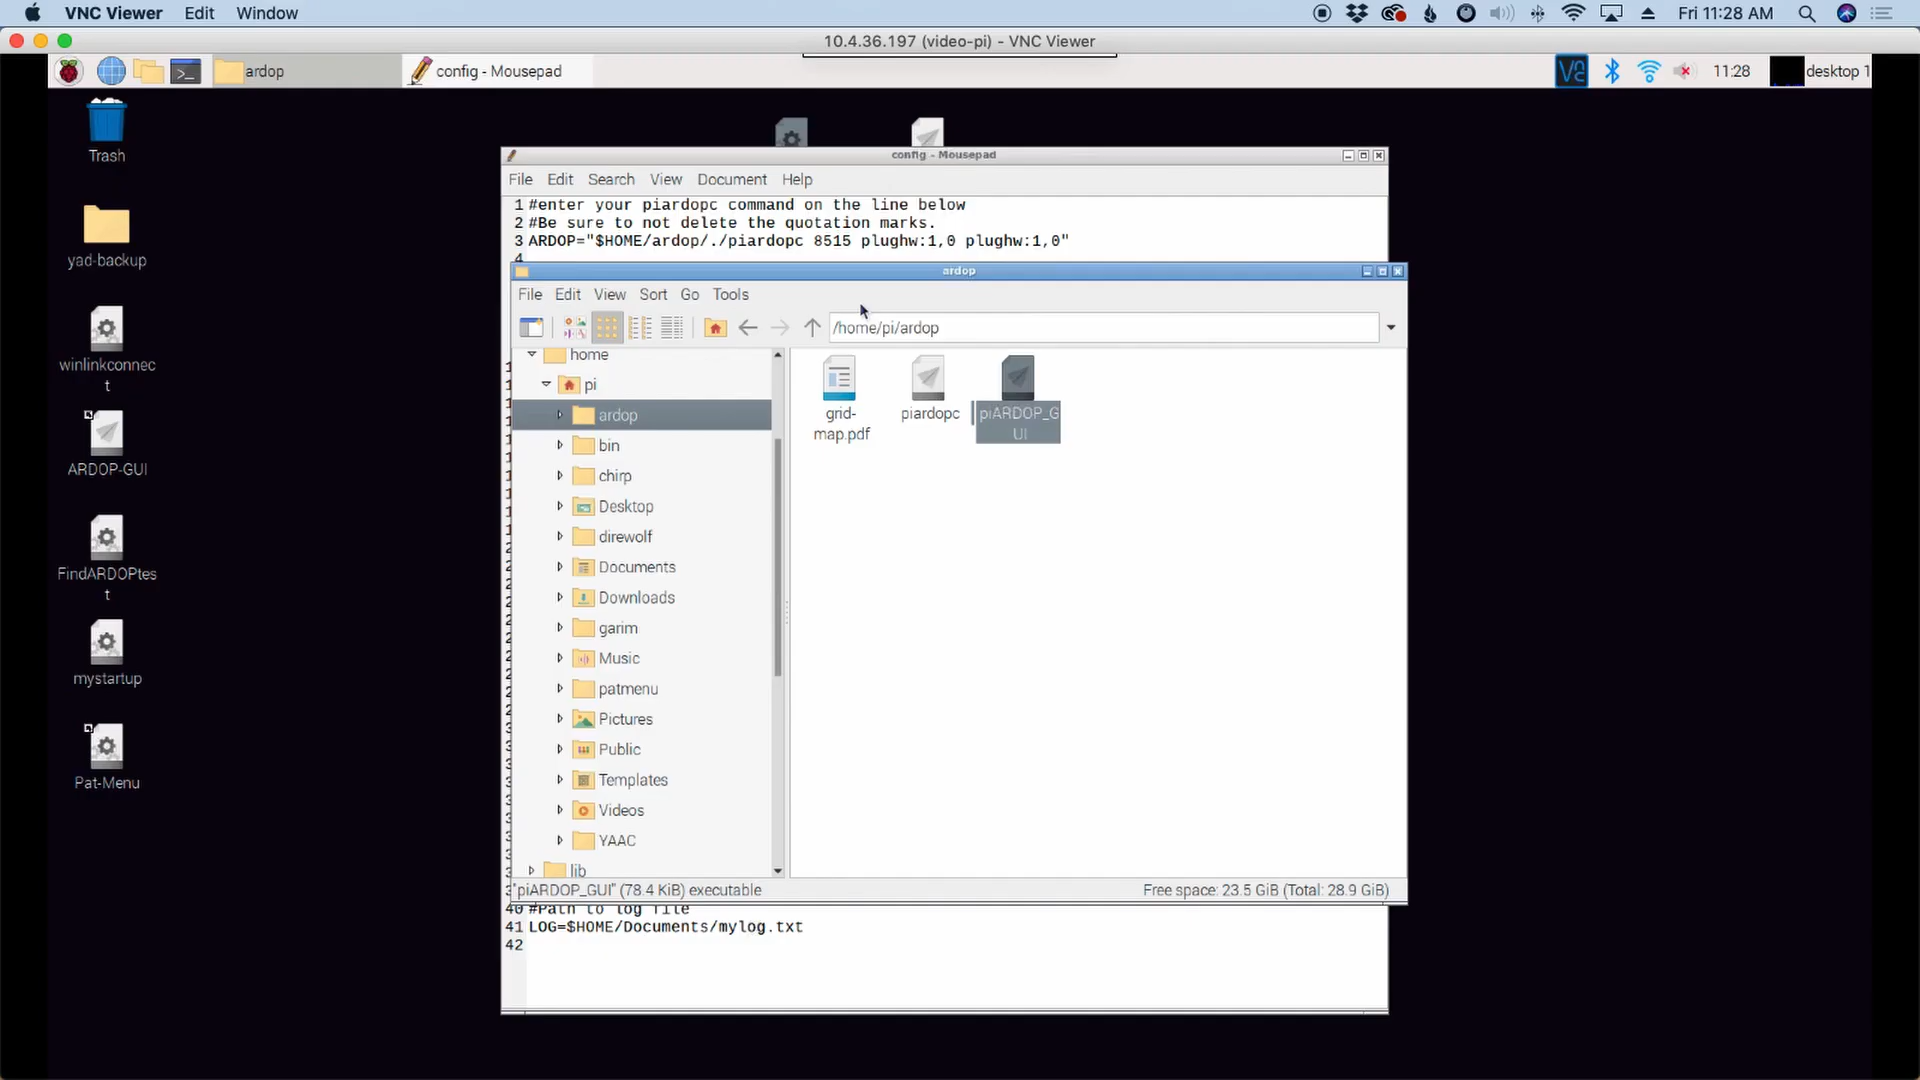 VNC Viewer Edit Window Fri 11:28 AM
10.4.36.197 (video-pi) - VNC Viewer
ardop config - Mousepad 11:28 desktop 1
Trash
yad-backup
winlinkconnec
t
ARDOP-GUI
FindARDOPtes
t
mystartup
Pat-Menu
config - Mousepad
File Edit Search View Document Help
1 #enter your piardopc command on the line below
2 #Be sure to not delete the quotation marks.
3 ARDOP="$HOME/ardop/./piardopc 8515 plughw:1,0 plughw:1,0"
4
ardop
File Edit View Sort Go Tools
/home/pi/ardop
home
pi
ardop
bin
chirp
Desktop
direwolf
Documents
Downloads
garim
Music
patmenu
Pictures
Public
Templates
Videos
YAAC
lib
grid-
map.pdf
piardopc
piARDOP_G
UI
"piARDOP_GUI" (78.4 KiB) executable Free space: 23.5 GiB (Total: 28.9 GiB)
40 #Path to log file
41 LOG=$HOME/Documents/mylog.txt
42